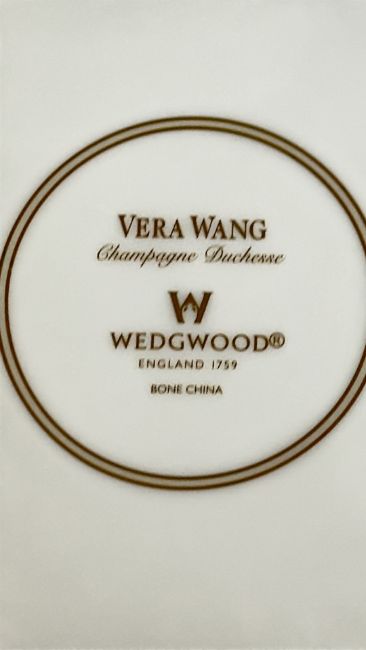 VERA WANG
Champagne Duchesse
W
WEDGWOOD®
ENGLAND 1759
BONE CHINA